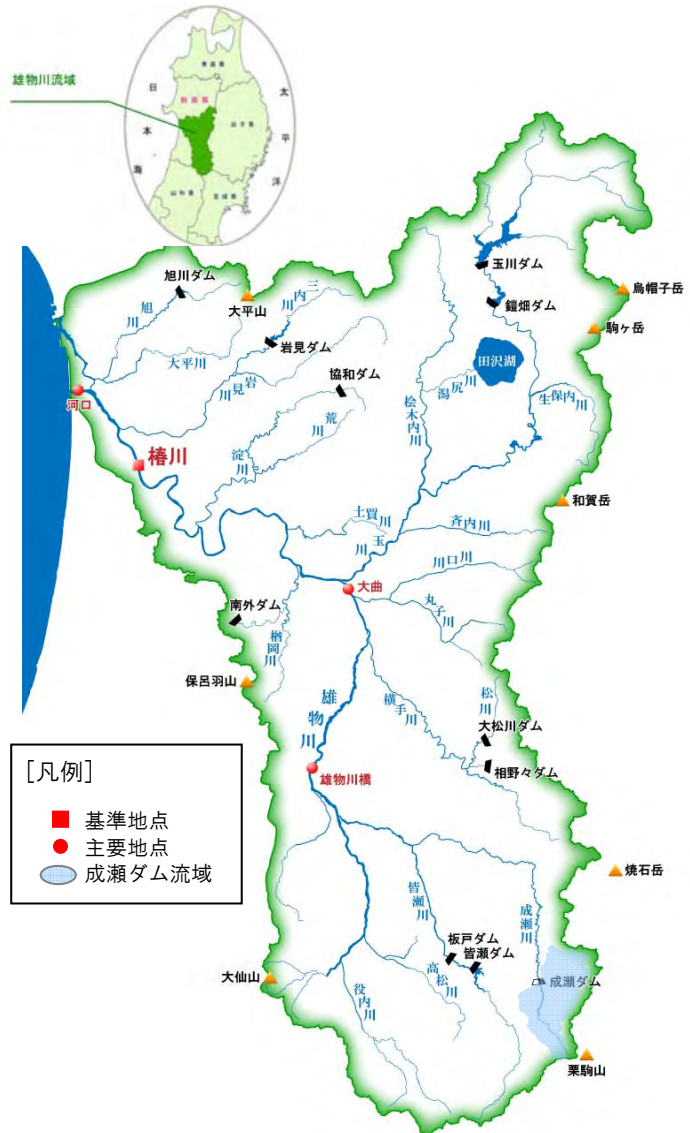 雄物川流域
日本海
太平洋
秋田県
旭川ダム
旭川
太平山
大平川
三内川
岩見ダム
岩見川
協和ダム
荒川
淀川
玉川ダム
鎧畑ダム
烏帽子岳
駒ヶ岳
田沢湖
潟尻川
桧木内川
生保内川
河口
椿川
和賀岳
土買川
玉川
斉内川
川口川
丸子川
大曲
南外ダム
楢岡川
保呂羽山
雄物川
横手川
松川
大松川ダム
相野々ダム
雄物川橋
[凡例]
基準地点
主要地点
成瀬ダム流域
焼石岳
皆瀬川
成瀬川
板戸ダム
皆瀬ダム
高松川
成瀬ダム
大仙山
役内川
栗駒山